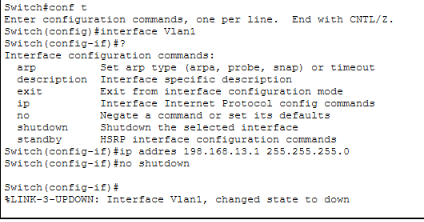 Switch#conf t
Enter configuration commands, one per line.  End with CNTL/Z.
Switch(config)#interface Vlan1
Switch(config-if)#?
Interface configuration commands:
  arp          Set arp type (arpa, probe, snap) or timeout
  description  Interface specific description
  exit         Exit from interface configuration mode
  ip           Interface Internet Protocol config commands
  no           Negate a command or set its defaults
  shutdown     Shutdown the selected interface
  standby      HSRP interface configuration commands
Switch(config-if)#ip addres 198.168.13.1 255.255.255.0
Switch(config-if)#no shutdown

Switch(config-if)#
%LINK-3-UPDOWN: Interface Vlan1, changed state to down